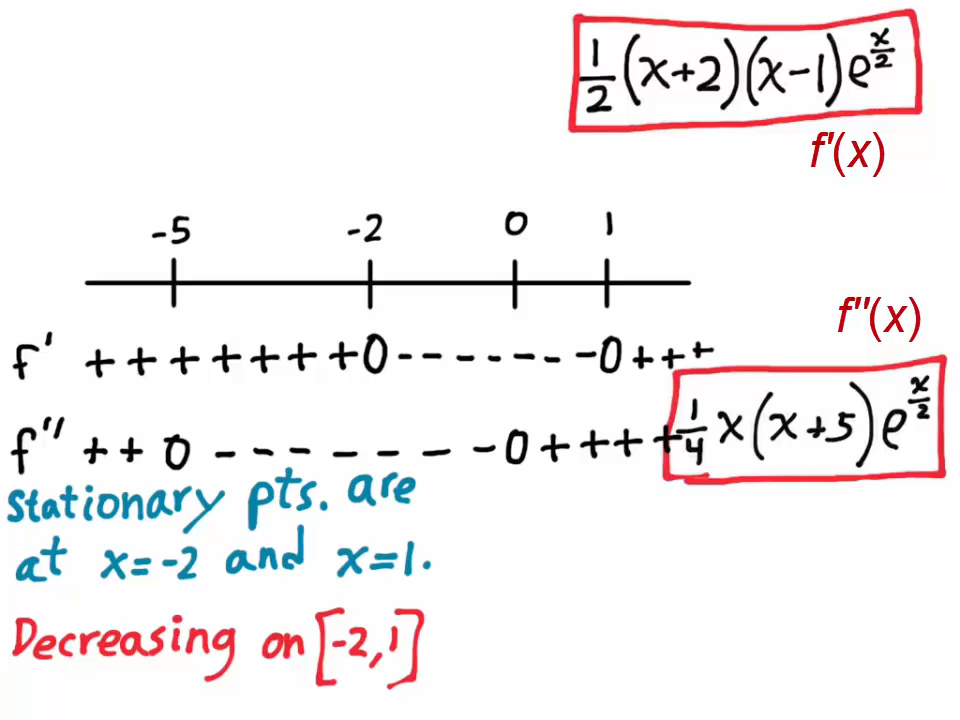 1/2 (x+2)(x-1)e^(x/2)
f'(x)
-5 -2 0 1
f''(x)
f' + + + + + + + 0 - - - - - - - 0 + + +
1/4 x(x+5)e^(x/2)
f'' + + 0 - - - - - - - - 0 + + + +
Stationary pts. are
at x=-2 and x=1.
Decreasing on [-2,1]